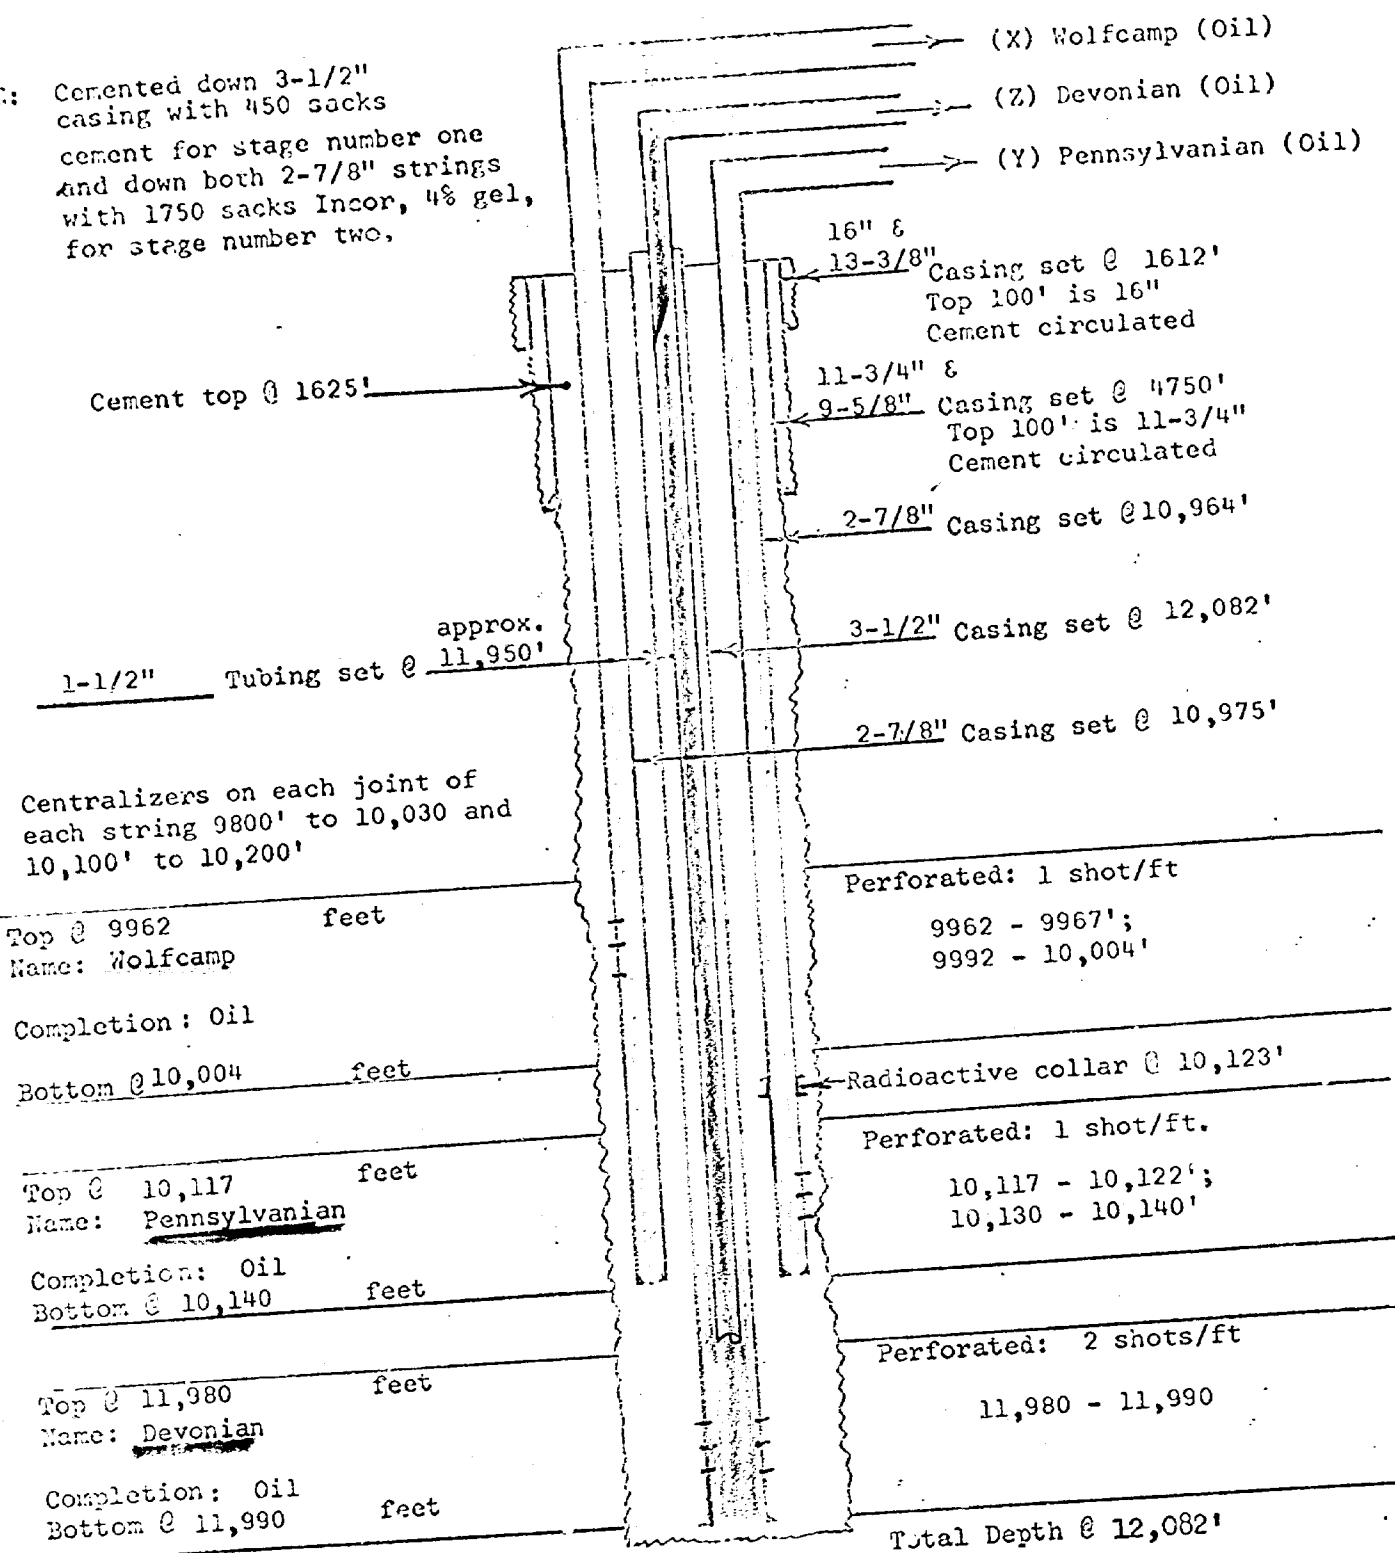 (X) Wolfcamp (Oil)
(Z) Devonian (Oil)
(Y) Pennsylvanian (Oil)
Cemented down 3-1/2"
casing with 450 sacks
cement for stage number one
and down both 2-7/8" strings
with 1750 sacks Incor, 4% gel,
for stage number two.
16" &
13-3/8" Casing set @ 1612'
Top 100' is 16"
Cement circulated
Cement top @ 1625'
11-3/4" &
9-5/8" Casing set @ 4750'
Top 100' is 11-3/4"
Cement circulated
2-7/8" Casing set @10,964'
approx.
1-1/2" Tubing set @ 11,950'
3-1/2" Casing set @ 12,082'
2-7/8" Casing set @ 10,975'
Centralizers on each joint of
each string 9800' to 10,030 and
10,100' to 10,200'
Top @ 9962 feet
Name: Wolfcamp
Completion: Oil
Bottom @10,004 feet
Perforated: 1 shot/ft
9962 - 9967';
9992 - 10,004'
Radioactive collar @ 10,123'
Top @ 10,117 feet
Name: Pennsylvanian
Completion: Oil
Bottom @ 10,140 feet
Perforated: 1 shot/ft.
10,117 - 10,122';
10,130 - 10,140'
Top @ 11,980 feet
Name: Devonian
Completion: Oil
Bottom @ 11,990 feet
Perforated: 2 shots/ft
11,980 - 11,990
Total Depth @ 12,082'